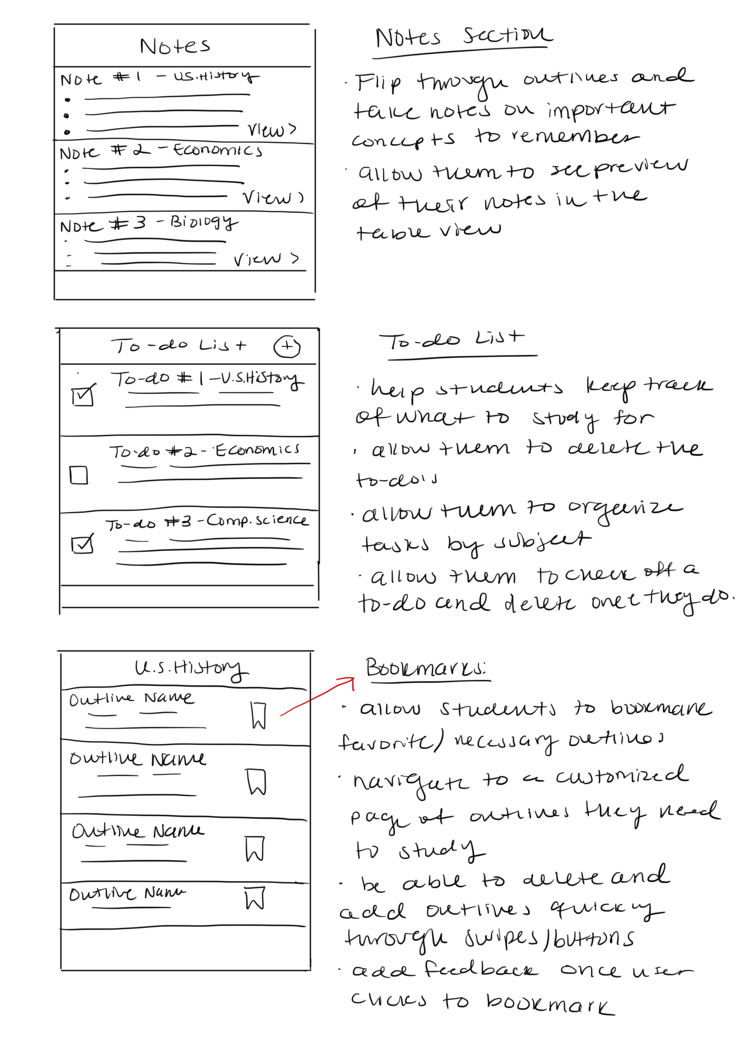 Notes
Note #1 - U.S.History
View >
Note #2 - Economics
View >
Note #3 - Biology
View >
Notes Section
· Flip through outlines and
take notes on important
concepts to remember
· allow them to see preview
of their notes in the
table view
To-do List +
To-do #1 - U.S.History
To-do #2 - Economics
To-do #3 - Comp. science
To-do List
· help students keep track
of what to study for
· allow them to delete the
to-do's
· allow them to organize
tasks by subject
· allow them to check off a
to-do and delete once they do.
U.S.History
Outline Name
Outline Name
Outline Name
Outline Name
Bookmarks:
· allow students to bookmark
favorite/necessary outlines
· navigate to a customized
page of outlines they need
to study
· be able to delete and
add outlines quickly
through swipes/buttons
· add feedback once user
clicks to bookmark